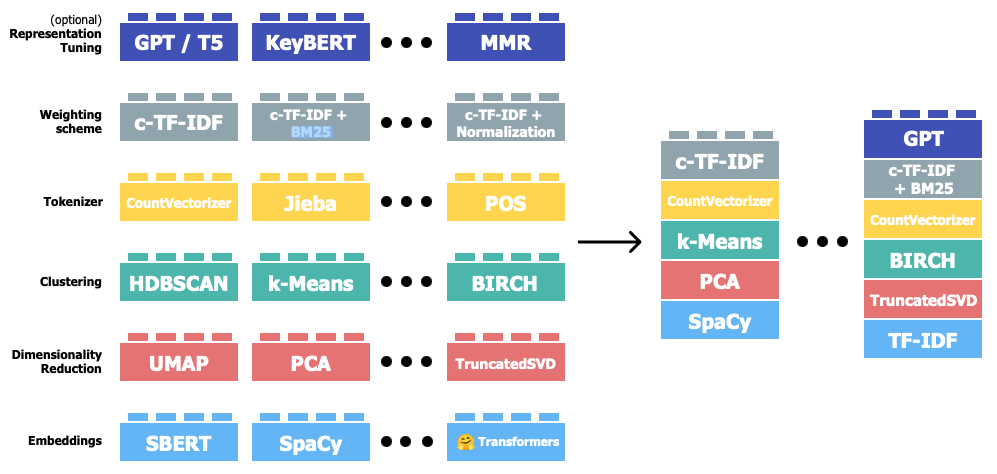 (optional)
Representation
Tuning
GPT / T5
KeyBERT
MMR
Weighting
scheme
c-TF-IDF
c-TF-IDF +
BM25
c-TF-IDF +
Normalization
Tokenizer
CountVectorizer
Jieba
POS
Clustering
HDBSCAN
k-Means
BIRCH
Dimensionality
Reduction
UMAP
PCA
TruncatedSVD
Embeddings
SBERT
SpaCy
🤗 Transformers
c-TF-IDF
CountVectorizer
k-Means
PCA
SpaCy
GPT
c-TF-IDF
+ BM25
CountVectorizer
BIRCH
TruncatedSVD
TF-IDF